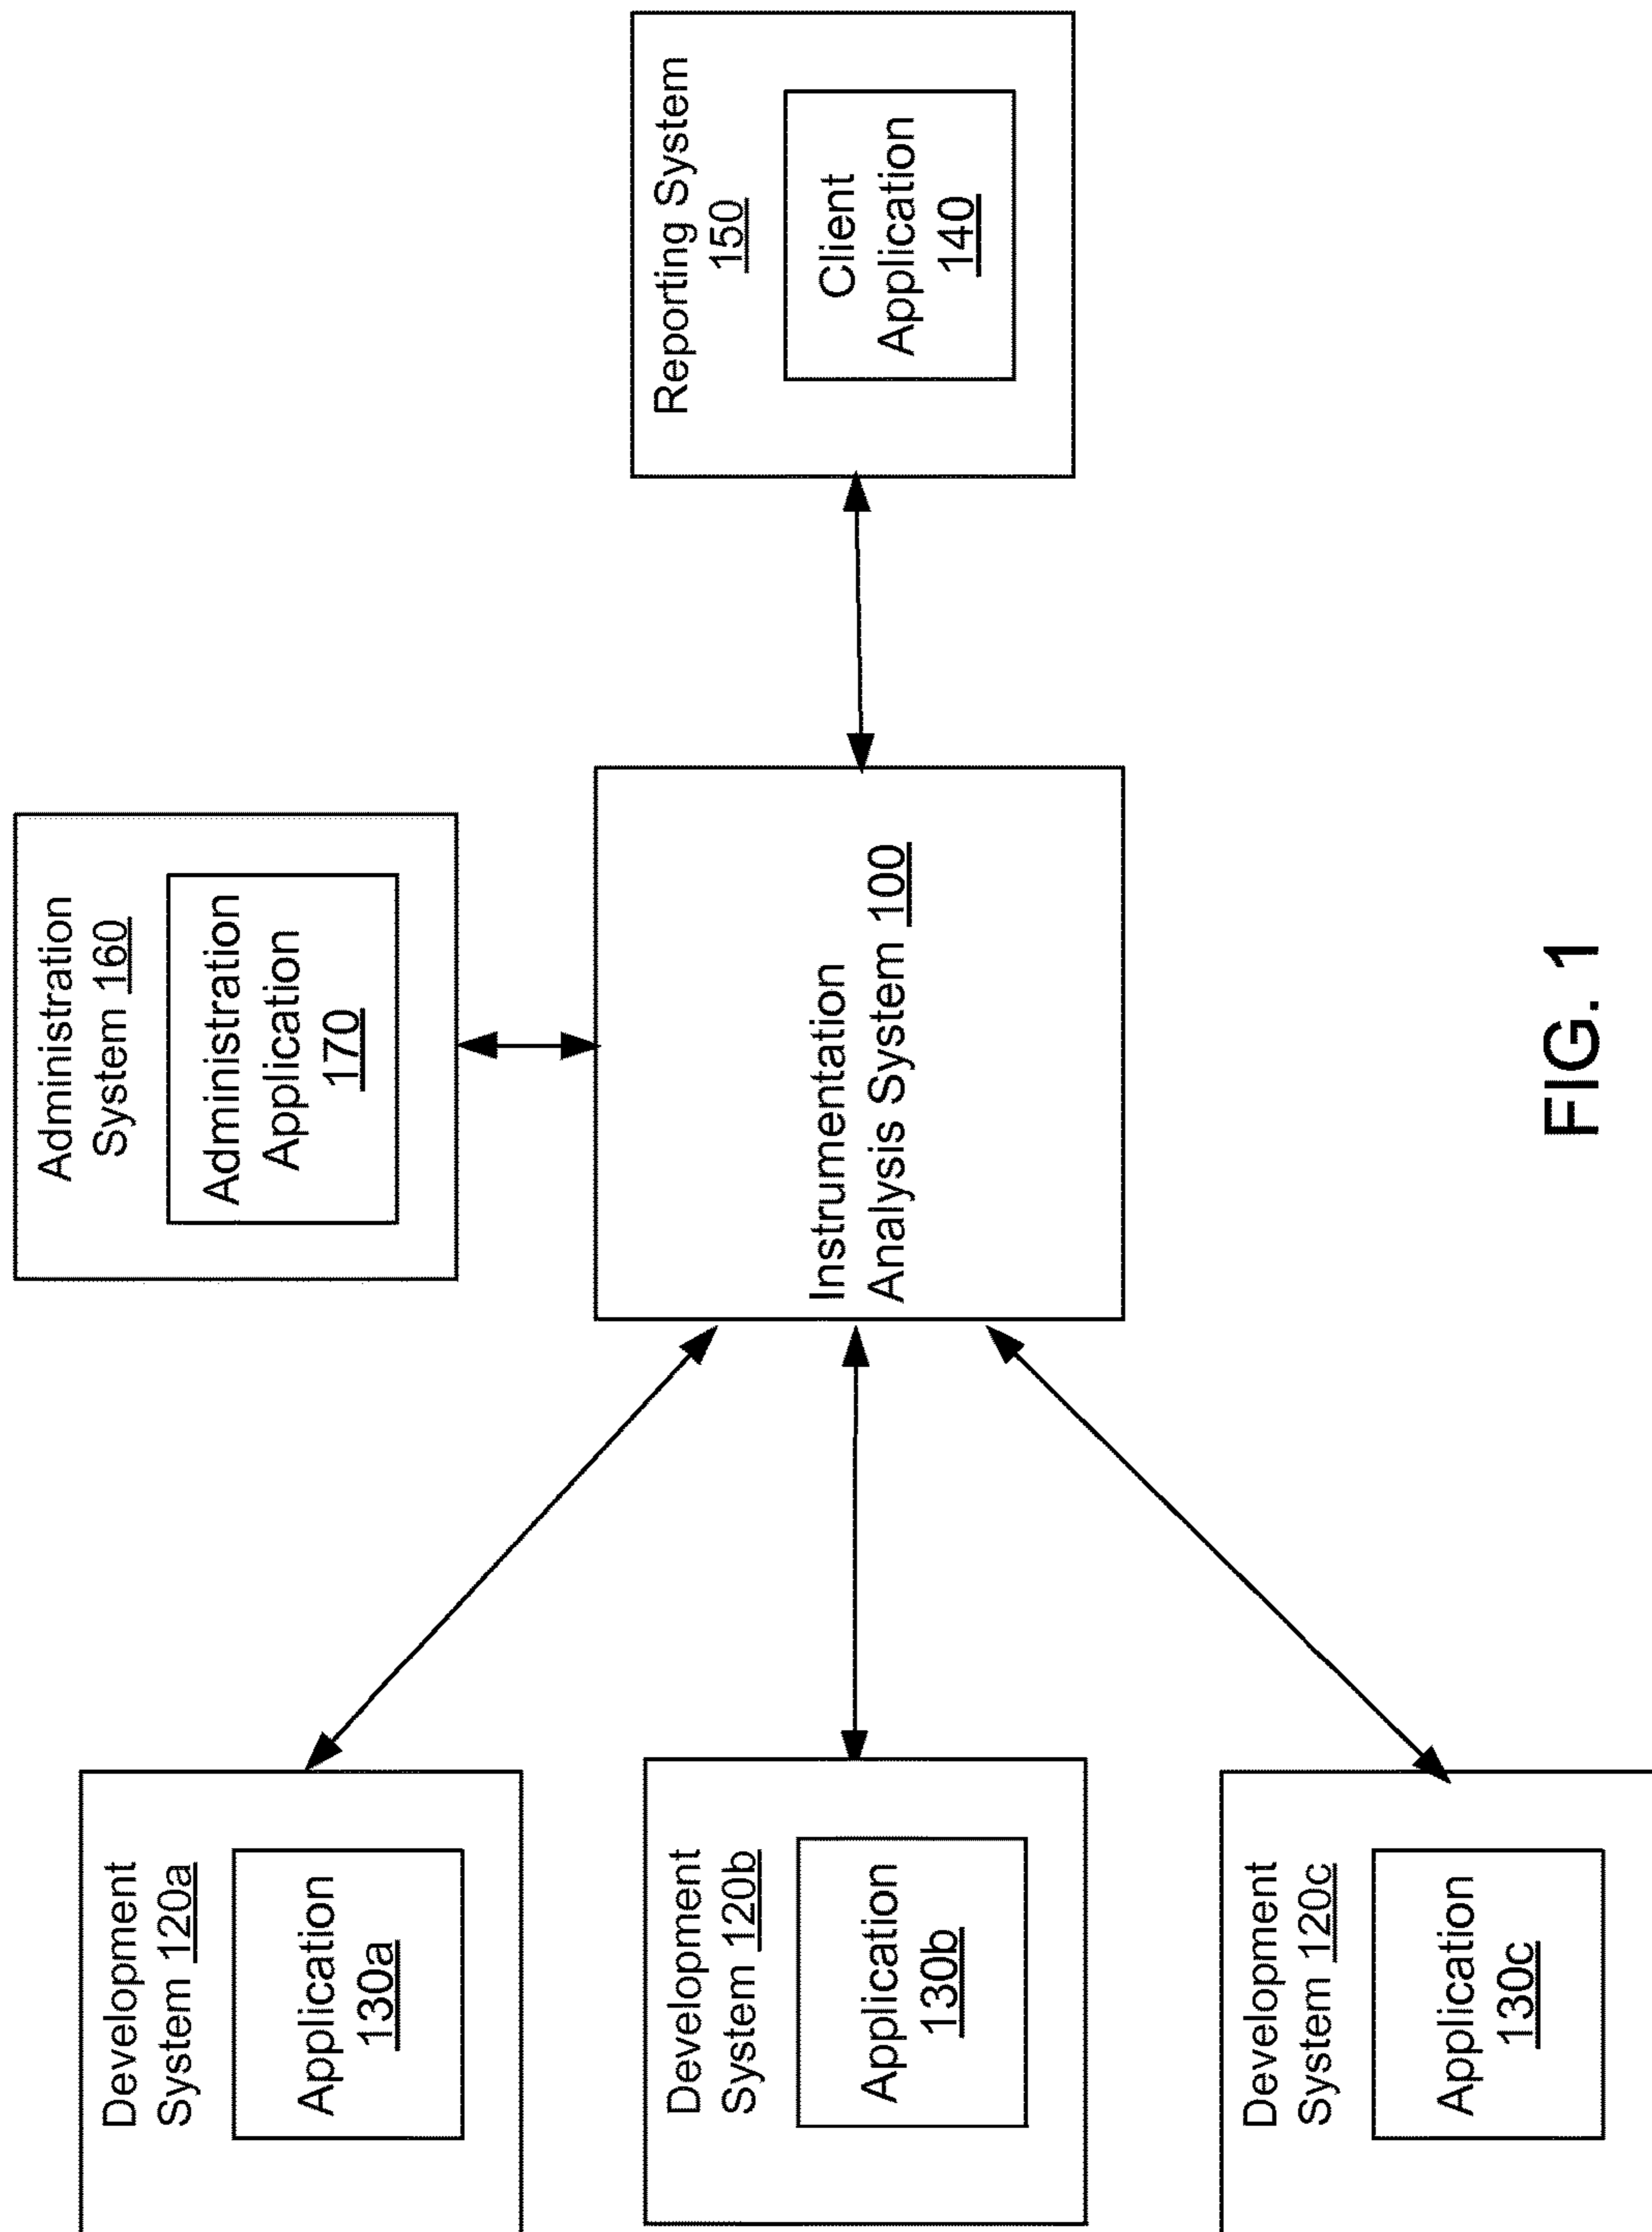 Administration
System 160
Administration
Application
170
Development
System 120a
Application
130a
Development
System 120b
Application
130b
Development
System 120c
Application
130c
Instrumentation
Analysis System 100
Reporting System
150
Client
Application
140
FIG. 1